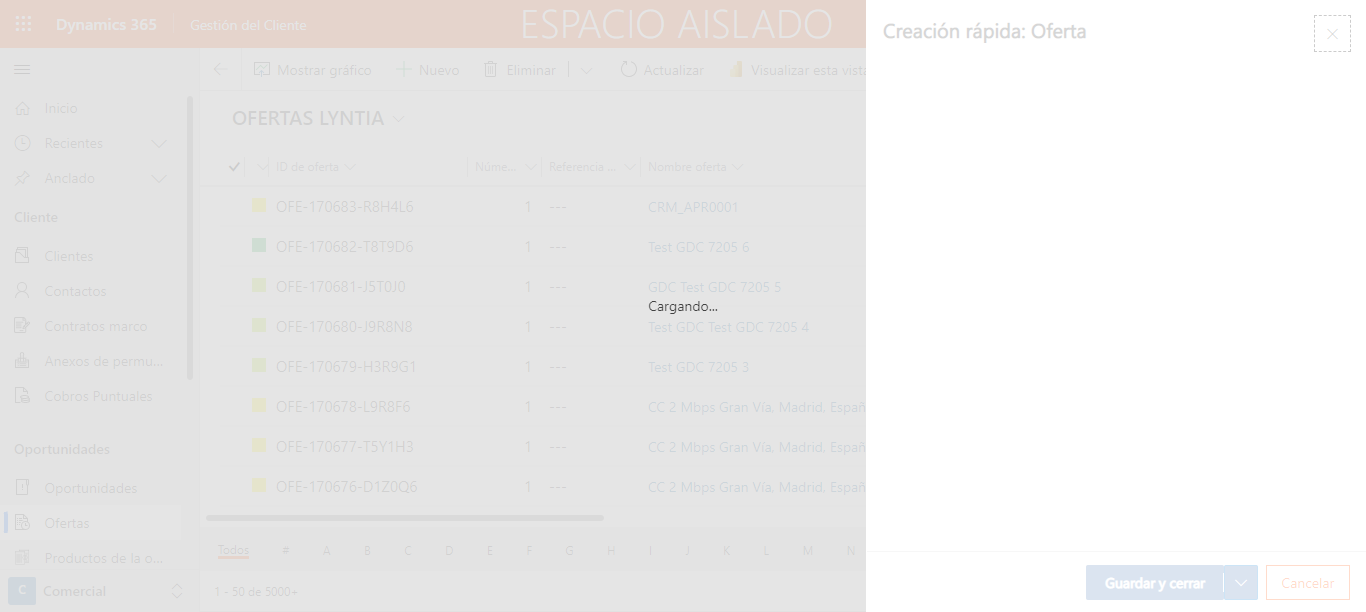 Dynamics 365 Gestión del Cliente ESPACIO AISLADO
Creación rápida: Oferta
Mostrar gráfico Nuevo Eliminar Actualizar Visualizar esta vista
Inicio
Recientes
Anclado
Cliente
Clientes
Contactos
Contratos marco
Anexos de permu...
Cobros Puntuales
Oportunidades
Oportunidades
Ofertas
Productos de la o...
C Comercial
OFERTAS LYNTIA
ID de oferta Núme... Referencia ... Nombre oferta
OFE-170683-R8H4L6 1 --- CRM_APR0001
OFE-170682-T8T9D6 1 --- Test GDC 7205 6
OFE-170681-J5T0J0 1 --- GDC Test GDC 7205 5
Cargando...
OFE-170680-J9R8N8 1 --- Test GDC Test GDC 7205 4
OFE-170679-H3R9G1 1 --- Test GDC 7205 3
OFE-170678-L9R8F6 1 --- CC 2 Mbps Gran Vía, Madrid, Españ
OFE-170677-T5Y1H3 1 --- CC 2 Mbps Gran Vía, Madrid, Españ
OFE-170676-D1Z0Q6 1 --- CC 2 Mbps Gran Vía, Madrid, Españ
Todos # A B C D E F G H I J K L M N
1 - 50 de 5000+
Guardar y cerrar Cancelar